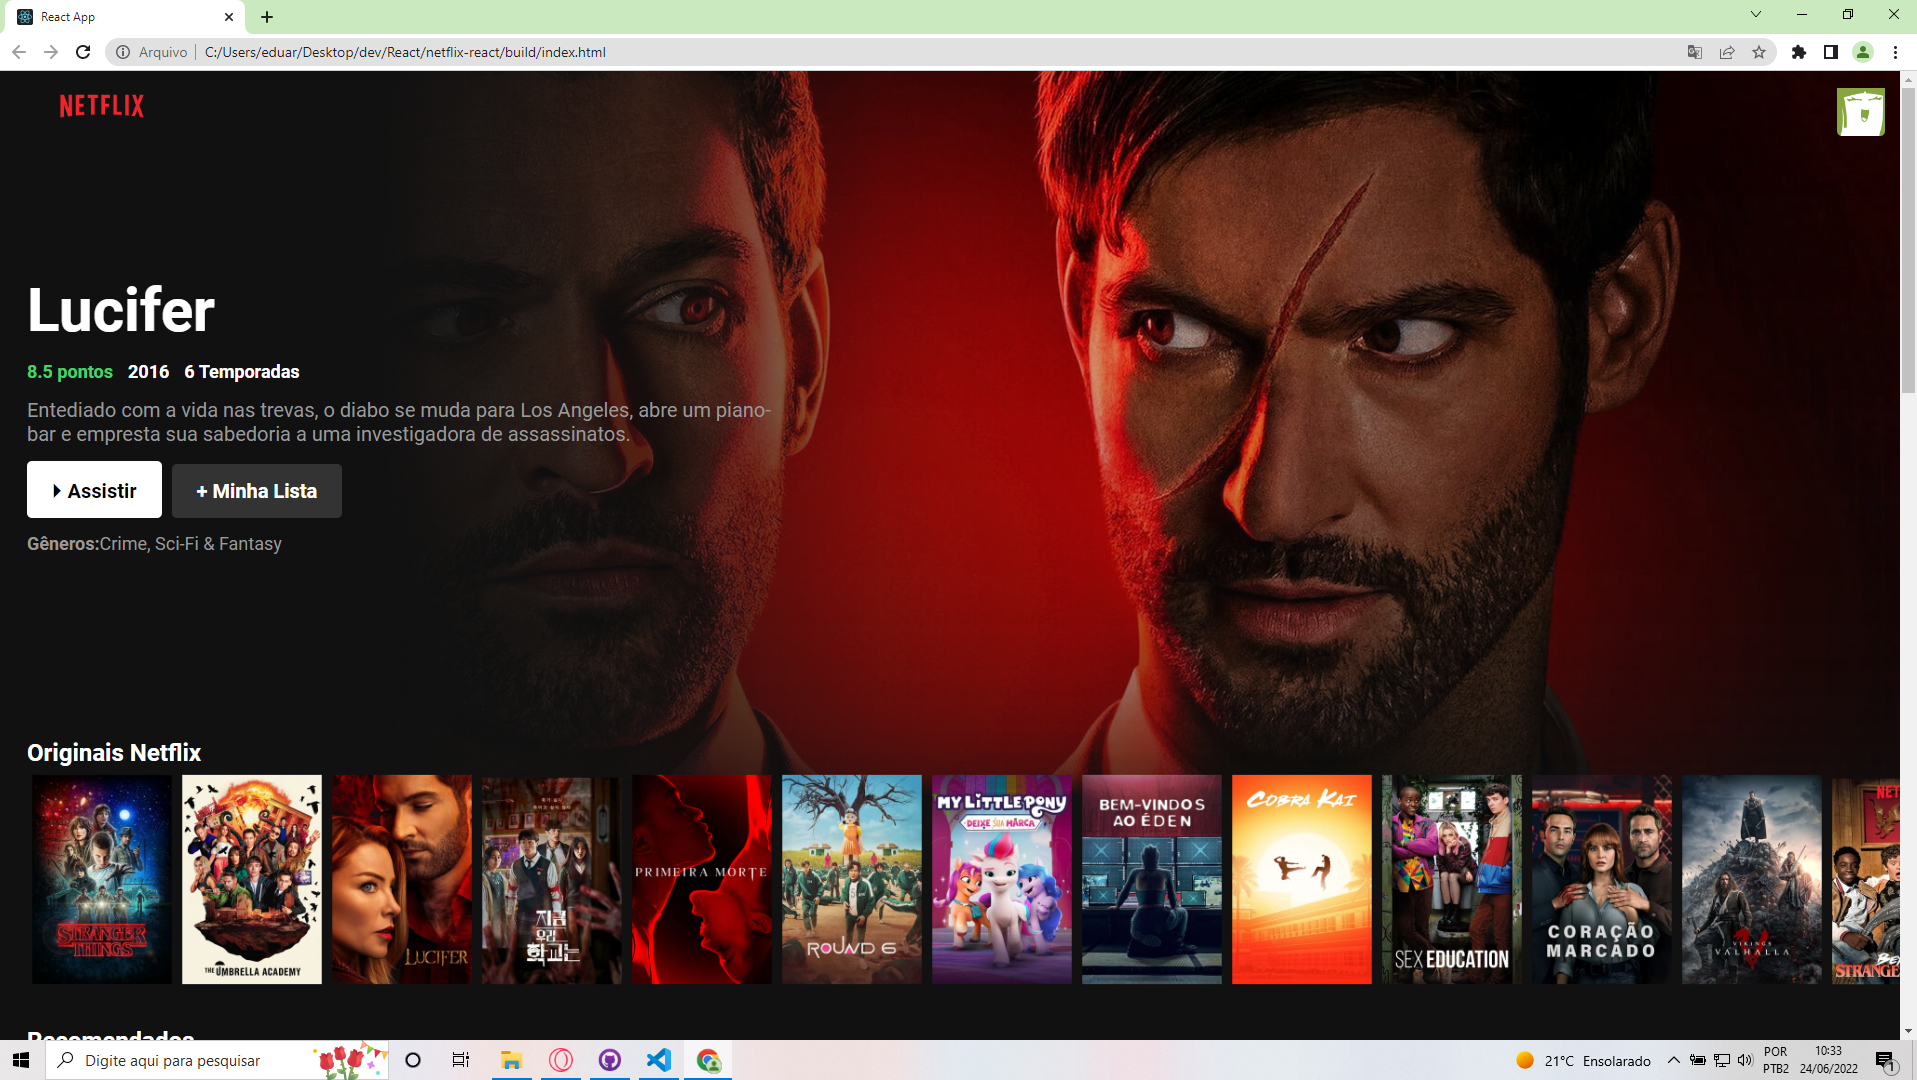 React App
Arquivo
C:/Users/eduar/Desktop/dev/React/netflix-react/build/index.html
NETFLIX
Lucifer
8.5 pontos 2016 6 Temporadas
Entediado com a vida nas trevas, o diabo se muda para Los Angeles, abre um piano-
bar e empresta sua sabedoria a uma investigadora de assassinatos.
Assistir
+ Minha Lista
Gêneros:Crime, Sci-Fi & Fantasy
Originais Netflix
STRANGER
THINGS
THE UMBRELLA ACADEMY
LUCIFER
지금
우리
학교는
PRIMEIRA MORTE
ROUND 6
MY LITTLE PONY
DEIXE SUA MARCA
BEM-VINDOS
AO ÉDEN
COBRA KAI
SEX EDUCATION
CORAÇÃO
MARCADO
VIKINGS
VALHALLA
NET
BE
STRANGE
Recomendados
Digite aqui para pesquisar
21°C Ensolarado
POR
PTB2
10:33
24/06/2022
1